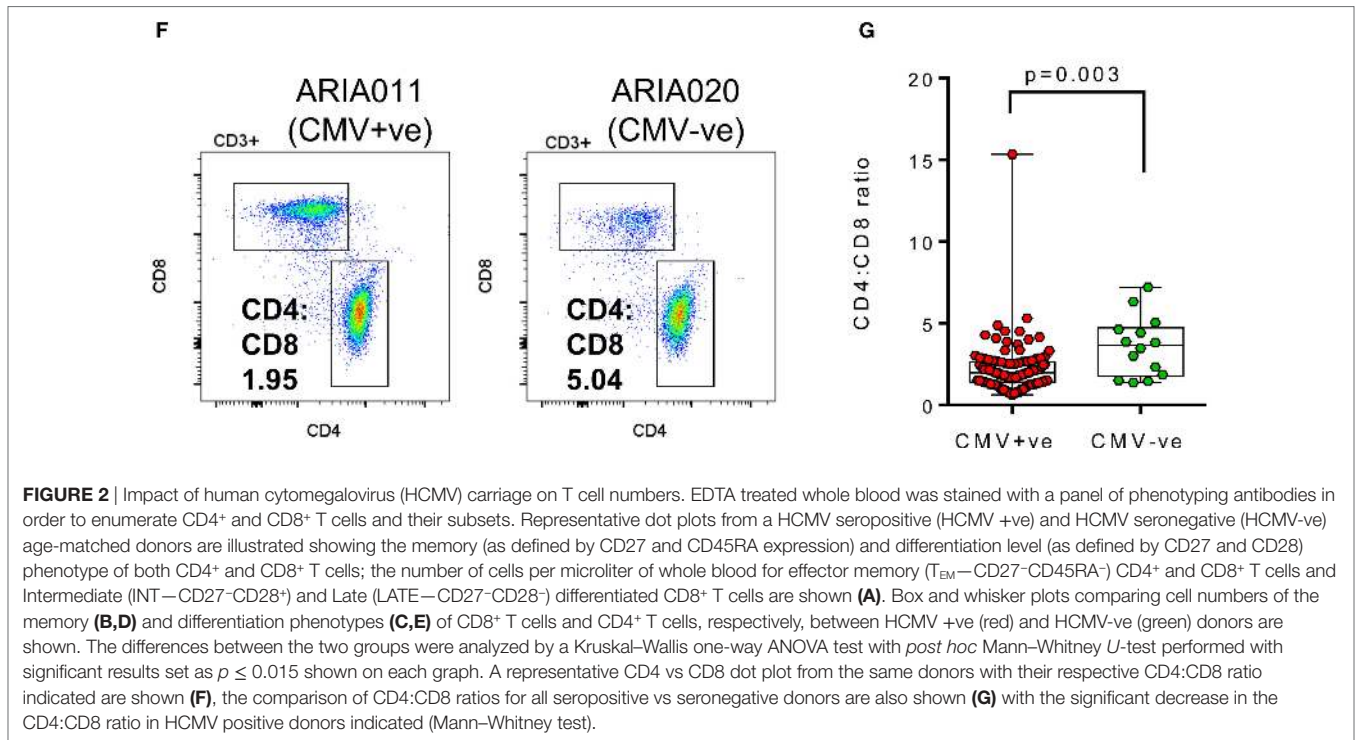 F
ARIA011
(CMV+ve)
CD3+
CD8
CD4:
CD8
1.95
CD4
ARIA020
(CMV-ve)
CD3+
CD8
CD4:
CD8
5.04
CD4
G
p=0.003
CD4:CD8 ratio
20
15
10
5
0
CMV+ve
CMV-ve
FIGURE 2 | Impact of human cytomegalovirus (HCMV) carriage on T cell numbers. EDTA treated whole blood was stained with a panel of phenotyping antibodies in
order to enumerate CD4⁺ and CD8⁺ T cells and their subsets. Representative dot plots from a HCMV seropositive (HCMV +ve) and HCMV seronegative (HCMV-ve)
age-matched donors are illustrated showing the memory (as defined by CD27 and CD45RA expression) and differentiation level (as defined by CD27 and CD28)
phenotype of both CD4⁺ and CD8⁺ T cells; the number of cells per microliter of whole blood for effector memory (T_EM—CD27⁻CD45RA⁻) CD4⁺ and CD8⁺ T cells and
Intermediate (INT—CD27⁻CD28⁺) and Late (LATE—CD27⁻CD28⁻) differentiated CD8⁺ T cells are shown (A). Box and whisker plots comparing cell numbers of the
memory (B,D) and differentiation phenotypes (C,E) of CD8⁺ T cells and CD4⁺ T cells, respectively, between HCMV +ve (red) and HCMV-ve (green) donors are
shown. The differences between the two groups were analyzed by a Kruskal–Wallis one-way ANOVA test with post hoc Mann–Whitney U-test performed with
significant results set as p ≤ 0.015 shown on each graph. A representative CD4 vs CD8 dot plot from the same donors with their respective CD4:CD8 ratio
indicated are shown (F), the comparison of CD4:CD8 ratios for all seropositive vs seronegative donors are also shown (G) with the significant decrease in the
CD4:CD8 ratio in HCMV positive donors indicated (Mann–Whitney test).